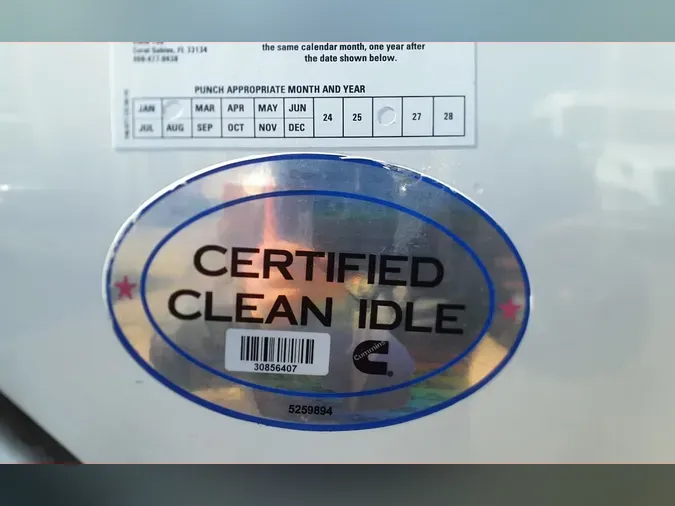 Coral Gables, FL 33134
the same calendar month, one year after
the date shown below.
PUNCH APPROPRIATE MONTH AND YEAR
JAN MAR APR MAY JUN 24 25 27 28
JUL AUG SEP OCT NOV DEC
CERTIFIED
CLEAN IDLE
30856407
Cummins
®
5259894